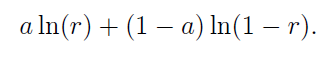 a ln(r) + (1 − a) ln(1 − r).